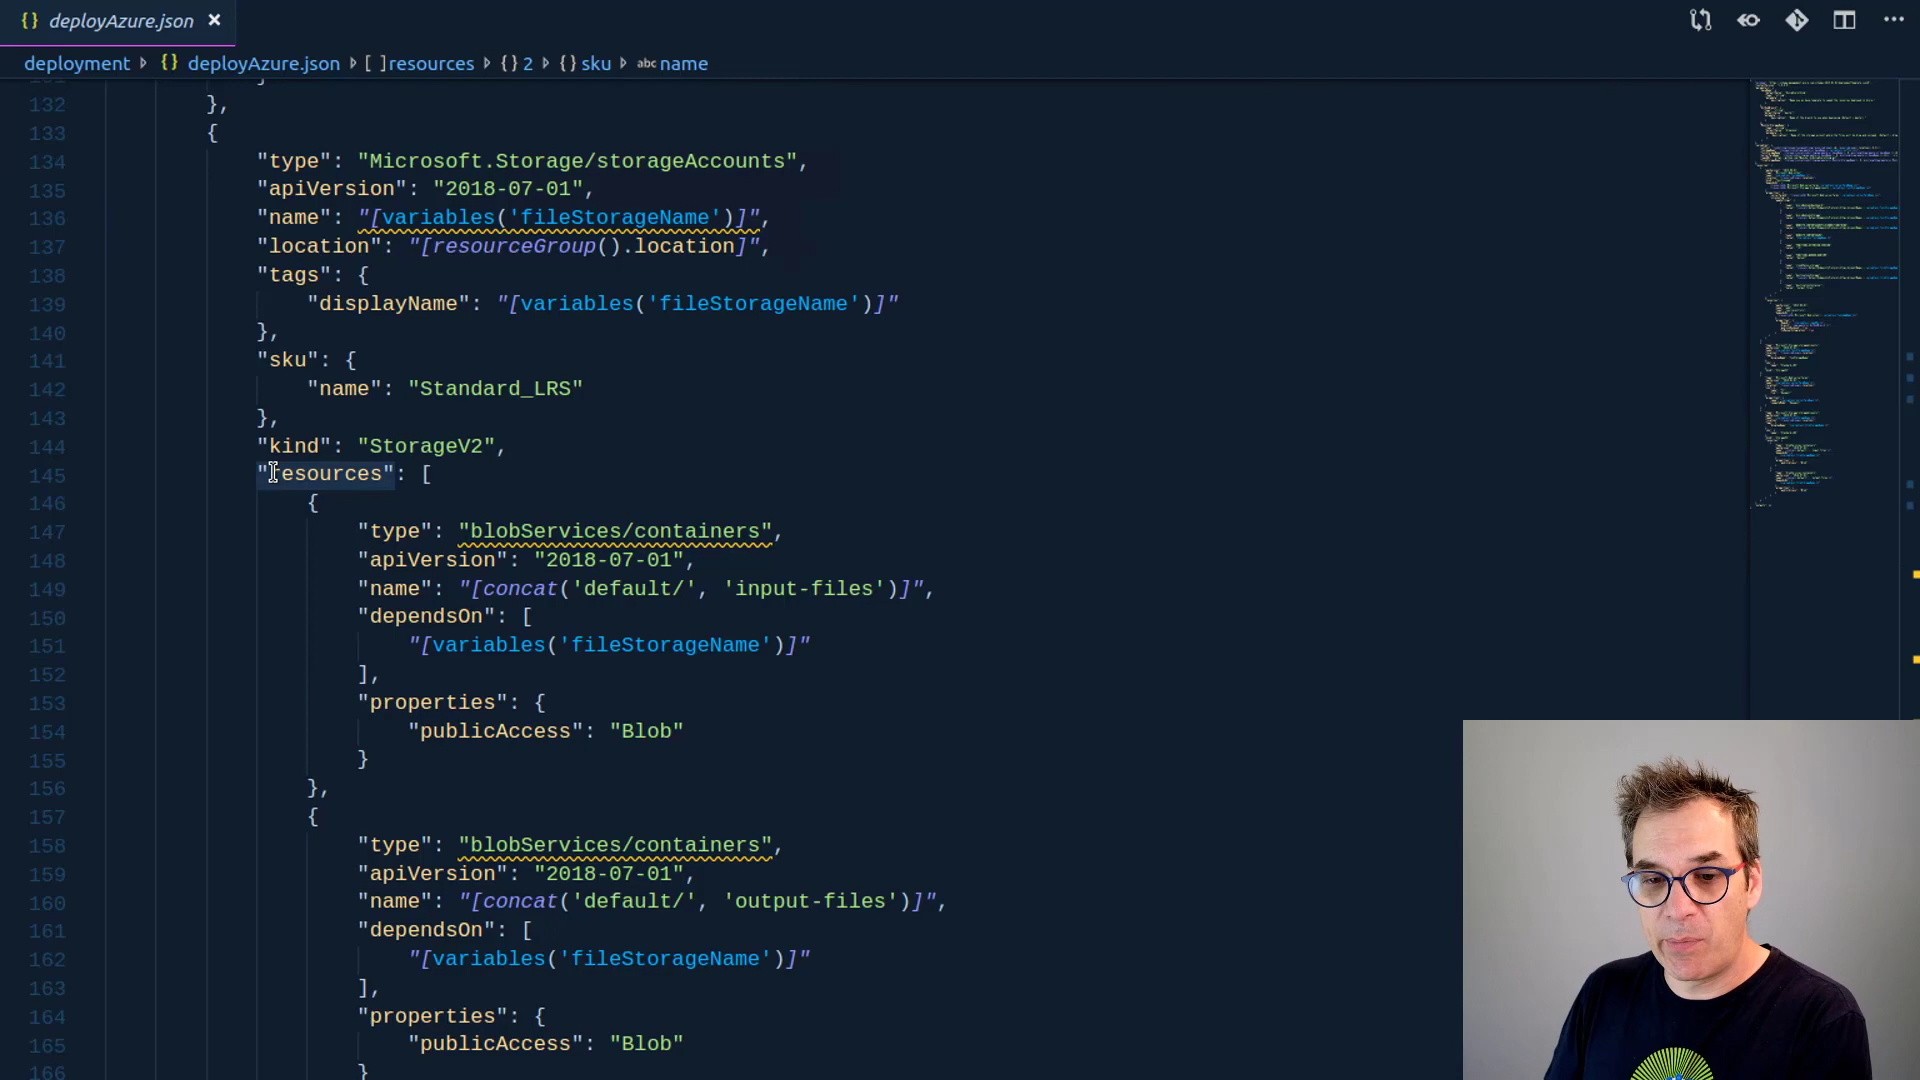 deployAzure.json
deployment deployAzure.json [ ] resources {} 2 {} sku abc name
132 },
133 {
134 "type": "Microsoft.Storage/storageAccounts",
135 "apiVersion": "2018-07-01",
136 "name": "[variables('fileStorageName')]",
137 "location": "[resourceGroup().location]",
138 "tags": {
139 "displayName": "[variables('fileStorageName')]"
140 },
141 "sku": {
142 "name": "Standard_LRS"
143 },
144 "kind": "StorageV2",
145 "resources": [
146 {
147 "type": "blobServices/containers",
148 "apiVersion": "2018-07-01",
149 "name": "[concat('default/', 'input-files')]",
150 "dependsOn": [
151 "[variables('fileStorageName')]"
152 ],
153 "properties": {
154 "publicAccess": "Blob"
155 }
156 },
157 {
158 "type": "blobServices/containers",
159 "apiVersion": "2018-07-01",
160 "name": "[concat('default/', 'output-files')]",
161 "dependsOn": [
162 "[variables('fileStorageName')]"
163 ],
164 "properties": {
165 "publicAccess": "Blob"
166 }